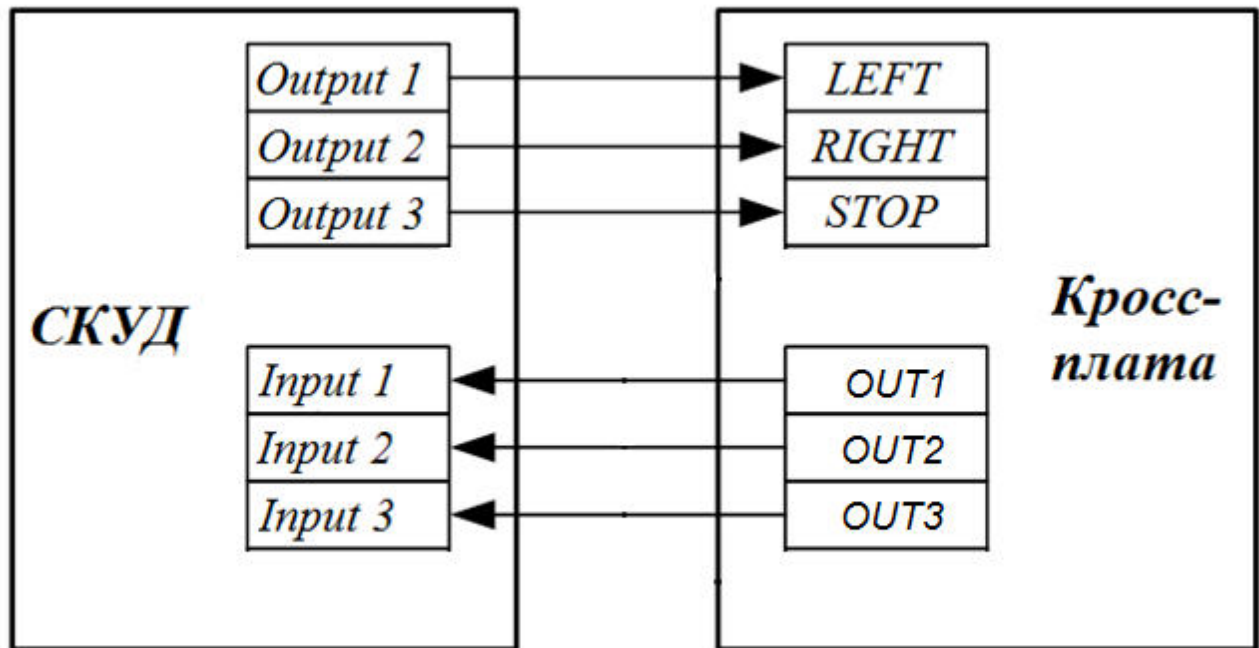 Output 1
Output 2
Output 3
СКУД
Input 1
Input 2
Input 3
LEFT
RIGHT
STOP
Кросс-
плата
OUT1
OUT2
OUT3